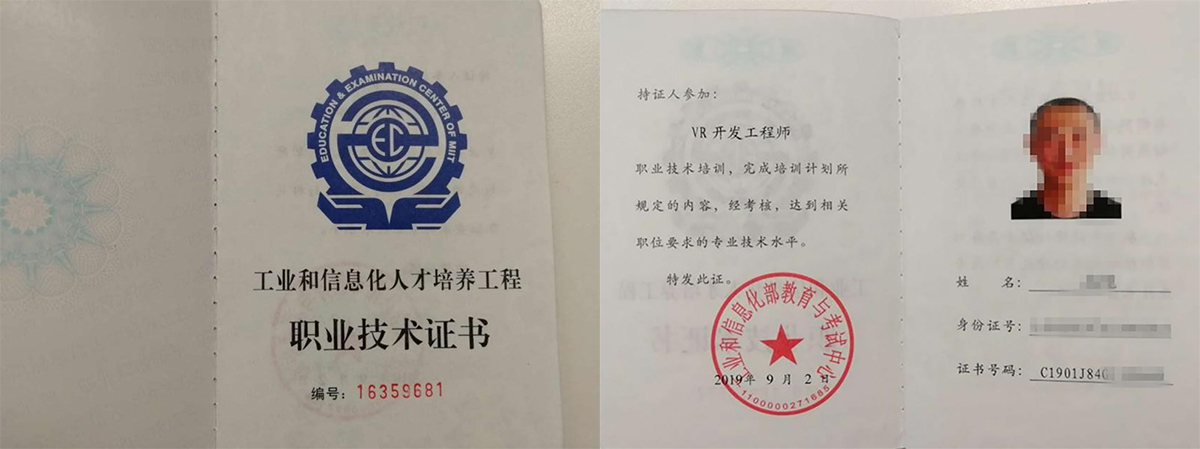 EDUCATION & EXAMINATION CENTER OF MIIT
EC
工业和信息化人才培养工程
职业技术证书
编号：16359681
持证人参加：
VR 开发工程师
职业技术培训，完成培训计划所
规定的内容，经考核，达到相关
职位要求的专业技术水平。
特发此证。
工业和信息化部教育与考试中心
2019年 9 月 2 日
1100000271685
姓 名：
身份证号：
证书号码：C1901J840